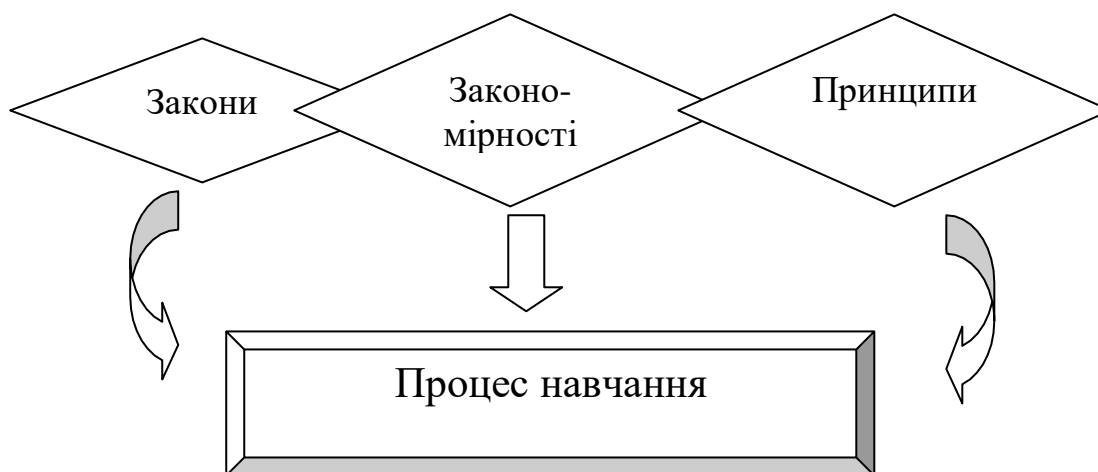 Закони
Законо-
мірності
Принципи
Процес навчання